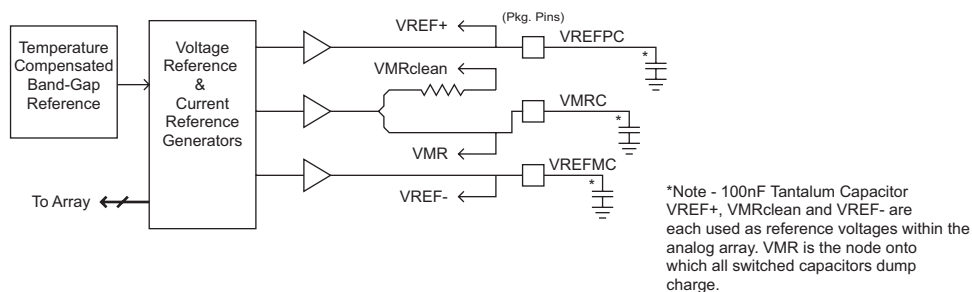 Temperature
Compensated
Band-Gap
Reference
Voltage
Reference
&
Current
Reference
Generators
To Array
(Pkg. Pins)
VREF+
VREFPC
*
VMRclean
VMRC
*
VMR
VREFMC
*
VREF-
*Note - 100nF Tantalum Capacitor
VREF+, VMRclean and VREF- are
each used as reference voltages within the
analog array. VMR is the node onto
which all switched capacitors dump
charge.